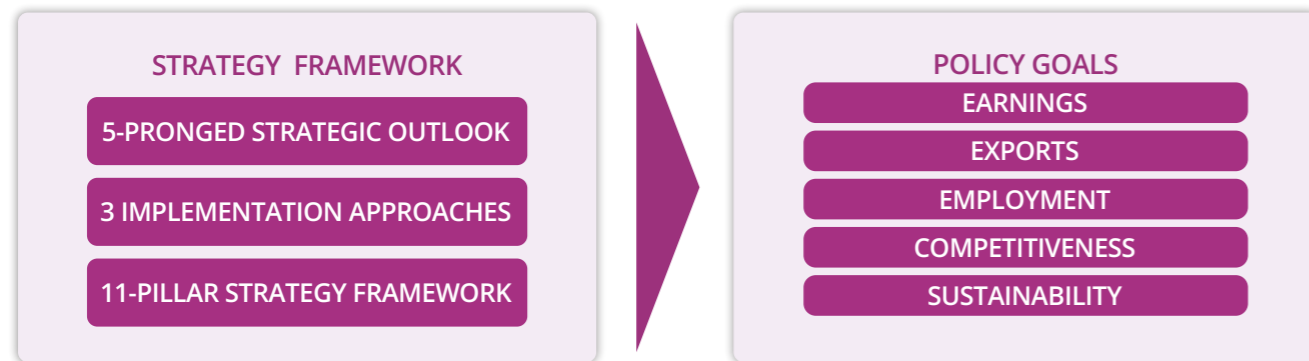 STRATEGY FRAMEWORK
5-PRONGED STRATEGIC OUTLOOK
3 IMPLEMENTATION APPROACHES
11-PILLAR STRATEGY FRAMEWORK
POLICY GOALS
EARNINGS
EXPORTS
EMPLOYMENT
COMPETITIVENESS
SUSTAINABILITY